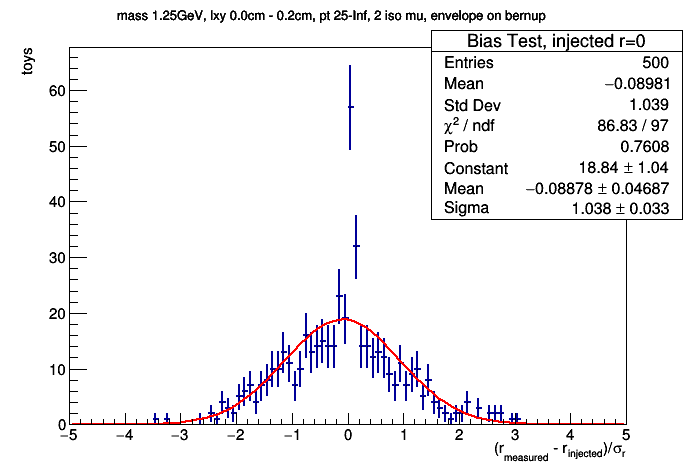 mass 1.25GeV, lxy 0.0cm - 0.2cm, pt 25-Inf, 2 iso mu, envelope on bernup
Bias Test, injected r=0
Entries 500
Mean −0.08981
Std Dev 1.039
χ² / ndf 86.83 / 97
Prob 0.7608
Constant 18.84 ± 1.04
Mean −0.08878 ± 0.04687
Sigma 1.038 ± 0.033
toys
60
50
40
30
20
10
0
−5 −4 −3 −2 −1 0 1 2 3 4 5
(r_measured - r_injected)/σ_r